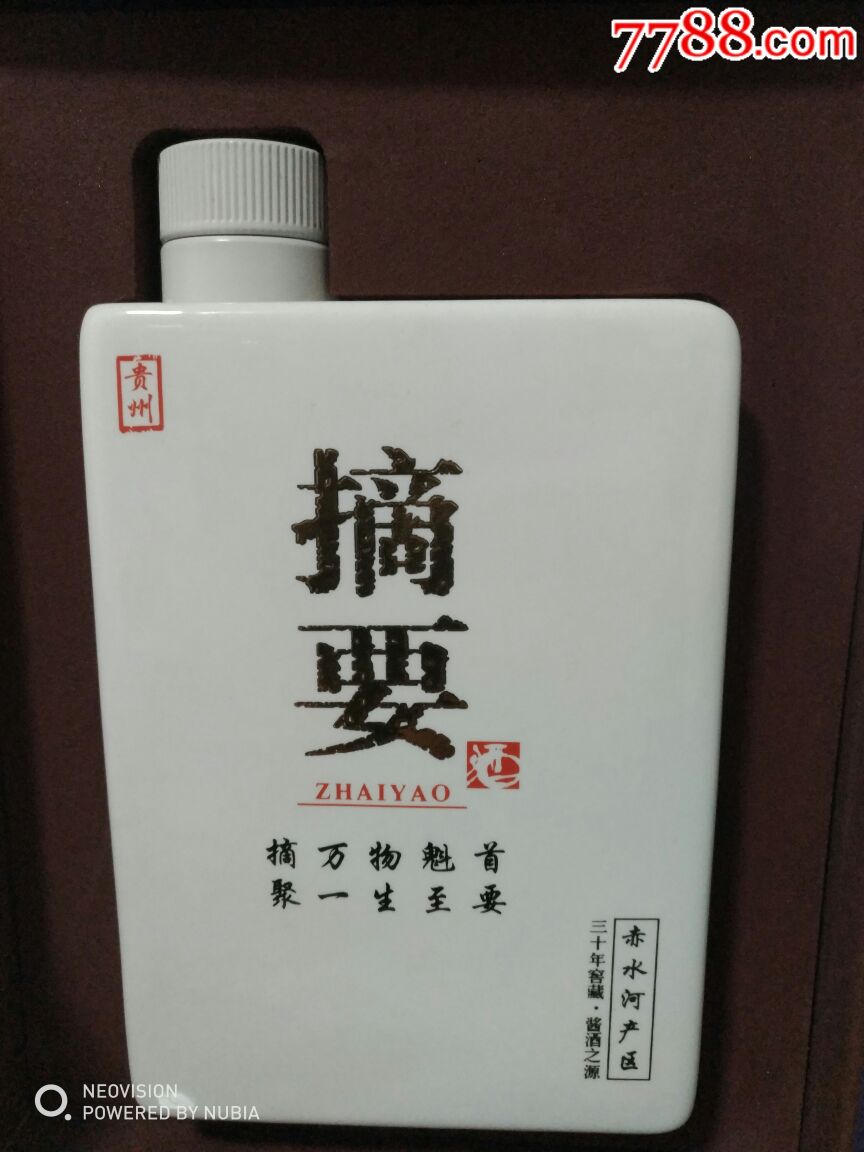 7788.com
贵州
摘要
酒
ZHAIYAO
摘万物魁首
聚一生至要
赤水河产区
三十年窖藏·酱酒之源
NEOVISION
POWERED BY NUBIA